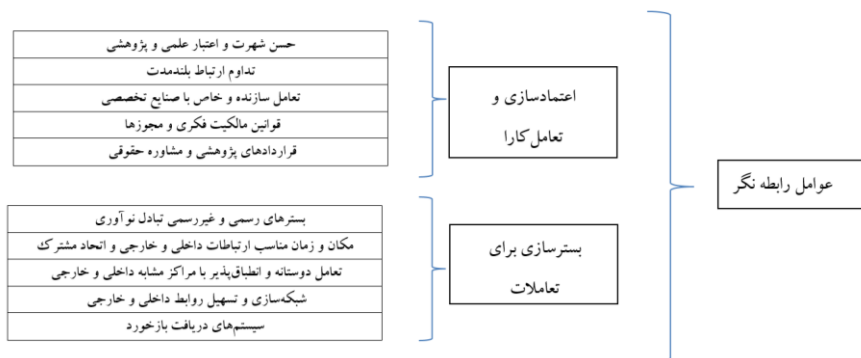 عوامل رابطه نگر
اعتمادسازی و
تعامل کارا
حسن شهرت و اعتبار علمی و پژوهشی
تداوم ارتباط بلندمدت
تعامل سازنده و خاص با صنایع تخصصی
قوانین مالکیت فکری و مجوزها
قراردادهای پژوهشی و مشاوره حقوقی
بسترسازی برای
تعاملات
بسترهای رسمی و غیررسمی تبادل نوآوری
مکان و زمان مناسب ارتباطات داخلی و خارجی و اتحاد مشترک
تعامل دوستانه و انطباق‌پذیر با مراکز مشابه داخلی و خارجی
شبکه‌سازی و تسهیل روابط داخلی و خارجی
سیستم‌های دریافت بازخورد